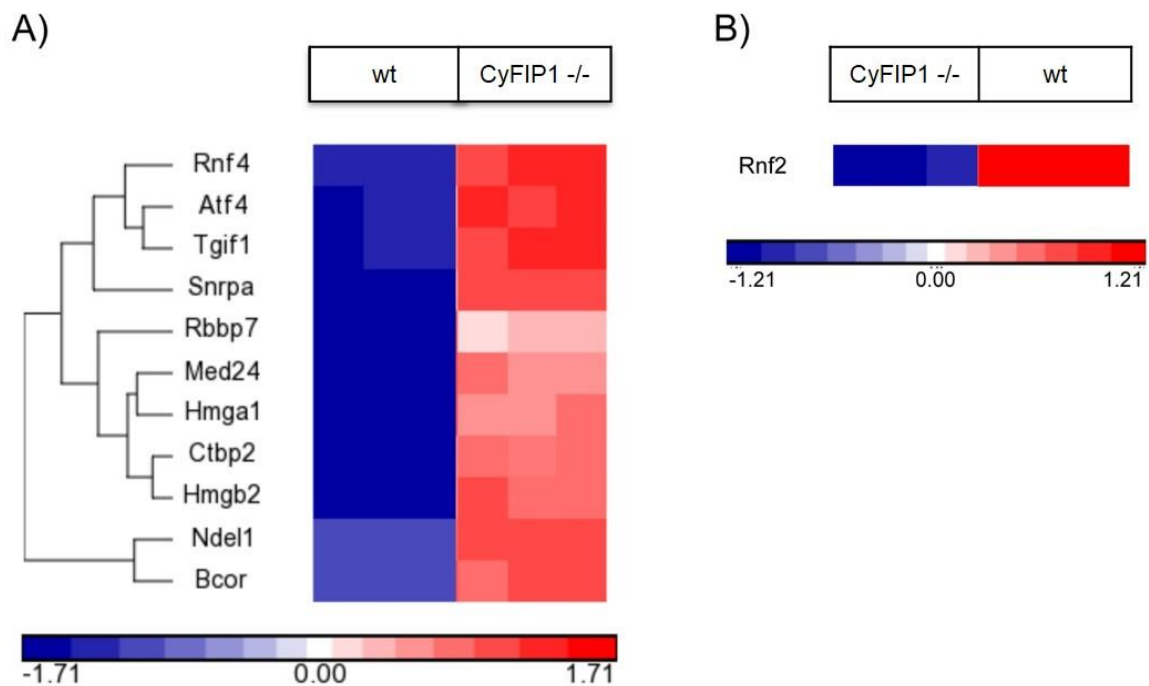 A)
wt CyFIP1 -/-
Rnf4
Atf4
Tgif1
Snrpa
Rbbp7
Med24
Hmga1
Ctbp2
Hmgb2
Ndel1
Bcor
-1.71 0.00 1.71
B)
CyFIP1 -/- wt
Rnf2
-1.21 0.00 1.21